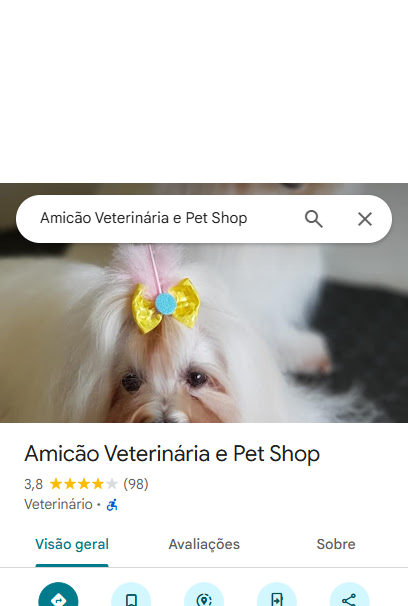 Amicão Veterinária e Pet Shop
Amicão Veterinária e Pet Shop
3,8 (98)
Veterinário ·
Visão geral Avaliações Sobre